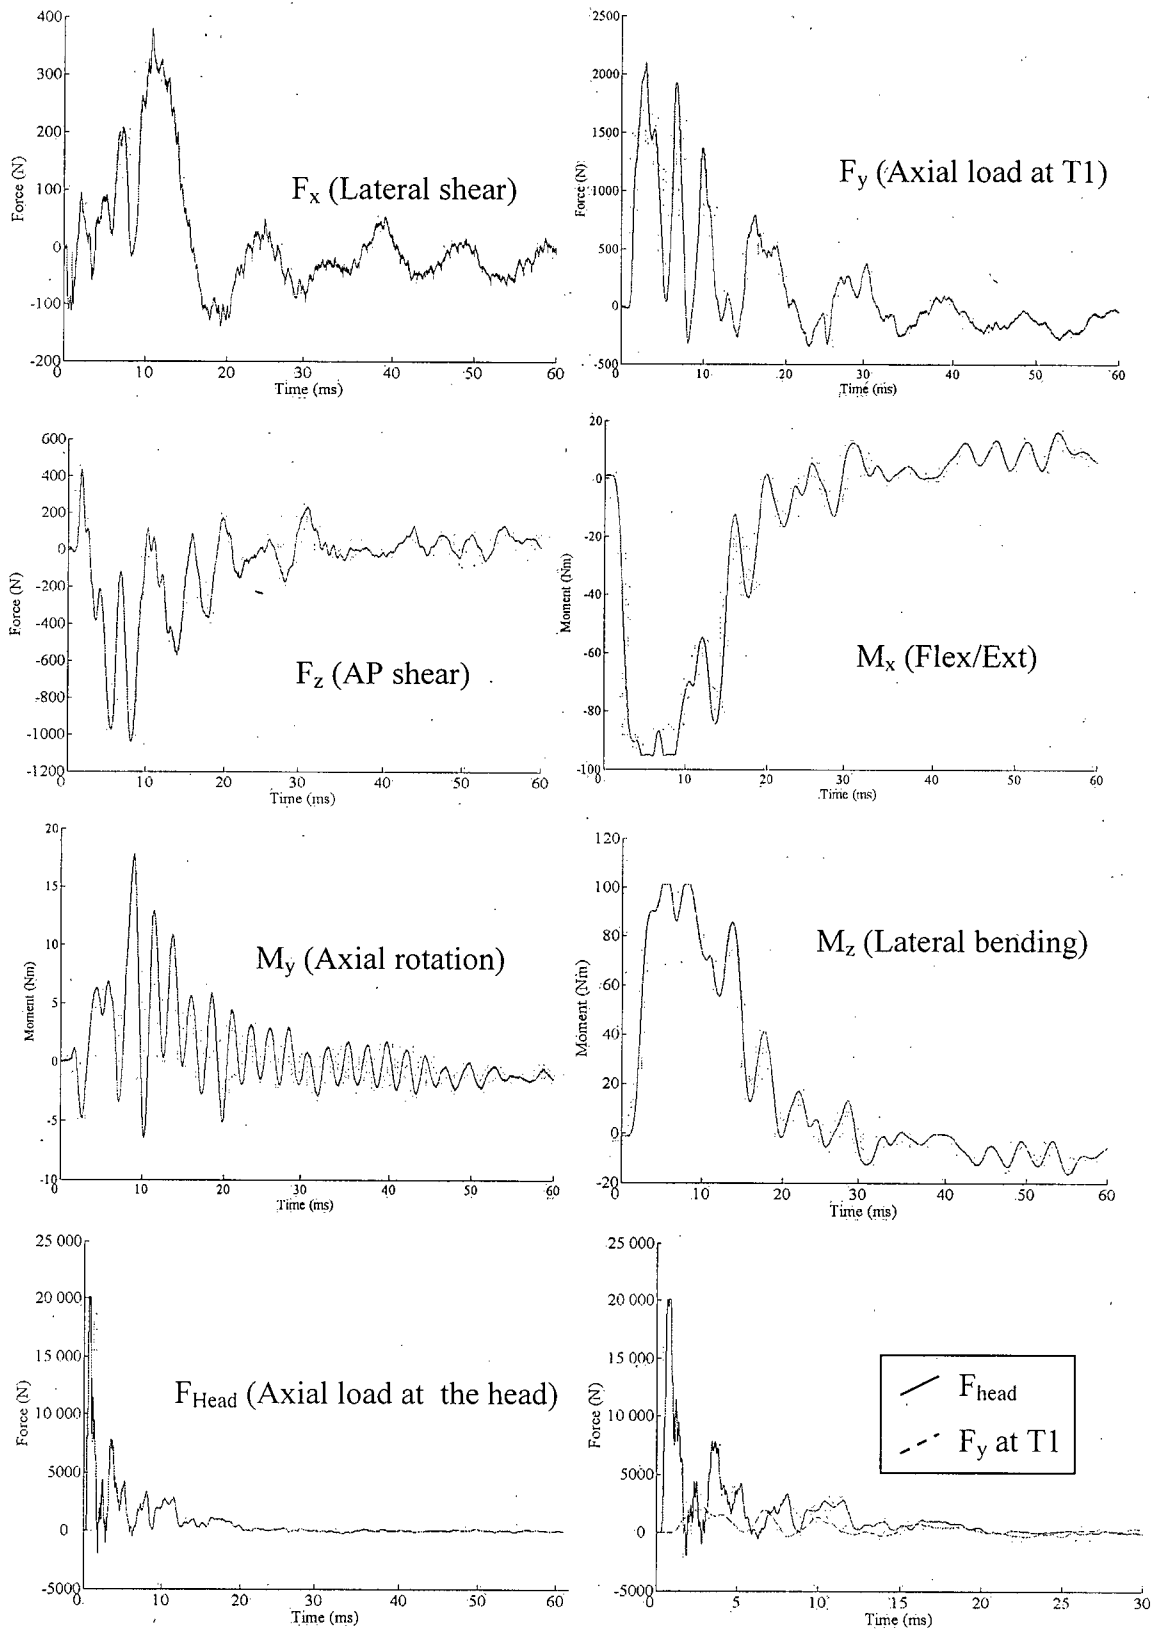 400
300
200
100
0
-100
-200
Force (N)
Fx (Lateral shear)
0 10 20 30 40 50 60
Time (ms)
2500
2000
1500
1000
500
0
-500
Force (N)
Fy (Axial load at T1)
0 10 20 30 40 50 60
Time (ms)
600
400
200
0
-200
-400
-600
-800
-1000
-1200
Force (N)
Fz (AP shear)
0 10 20 30 40 50 60
Time (ms)
20
0
-20
-40
-60
-80
-100
Moment (Nm)
Mx (Flex/Ext)
0 10 20 30 40 50 60
Time (ms)
20
15
10
5
0
-5
-10
Moment (Nm)
My (Axial rotation)
0 10 20 30 40 50 60
Time (ms)
120
100
80
60
40
20
0
-20
Moment (Nm)
Mz (Lateral bending)
0 10 20 30 40 50 60
Time (ms)
25 000
20 000
15 000
10 000
5000
0
-5000
Force (N)
FHead (Axial load at the head)
0 10 20 30 40 50 60
Time (ms)
25 000
20 000
15 000
10 000
5000
0
-5000
Force (N)
Fhead
Fy at T1
0 5 10 15 20 25 30
Time (ms)